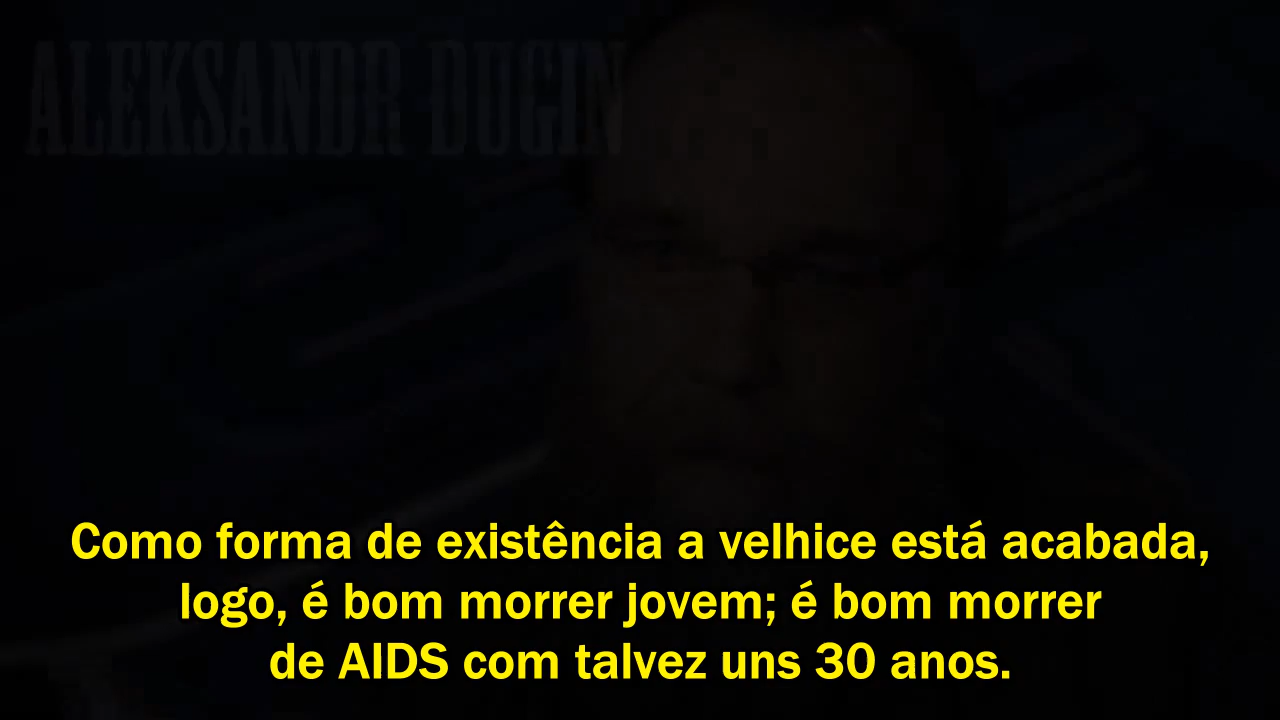 ALEKSANDR DUGIN
Como forma de existência a velhice está acabada,
logo, é bom morrer jovem; é bom morrer
de AIDS com talvez uns 30 anos.